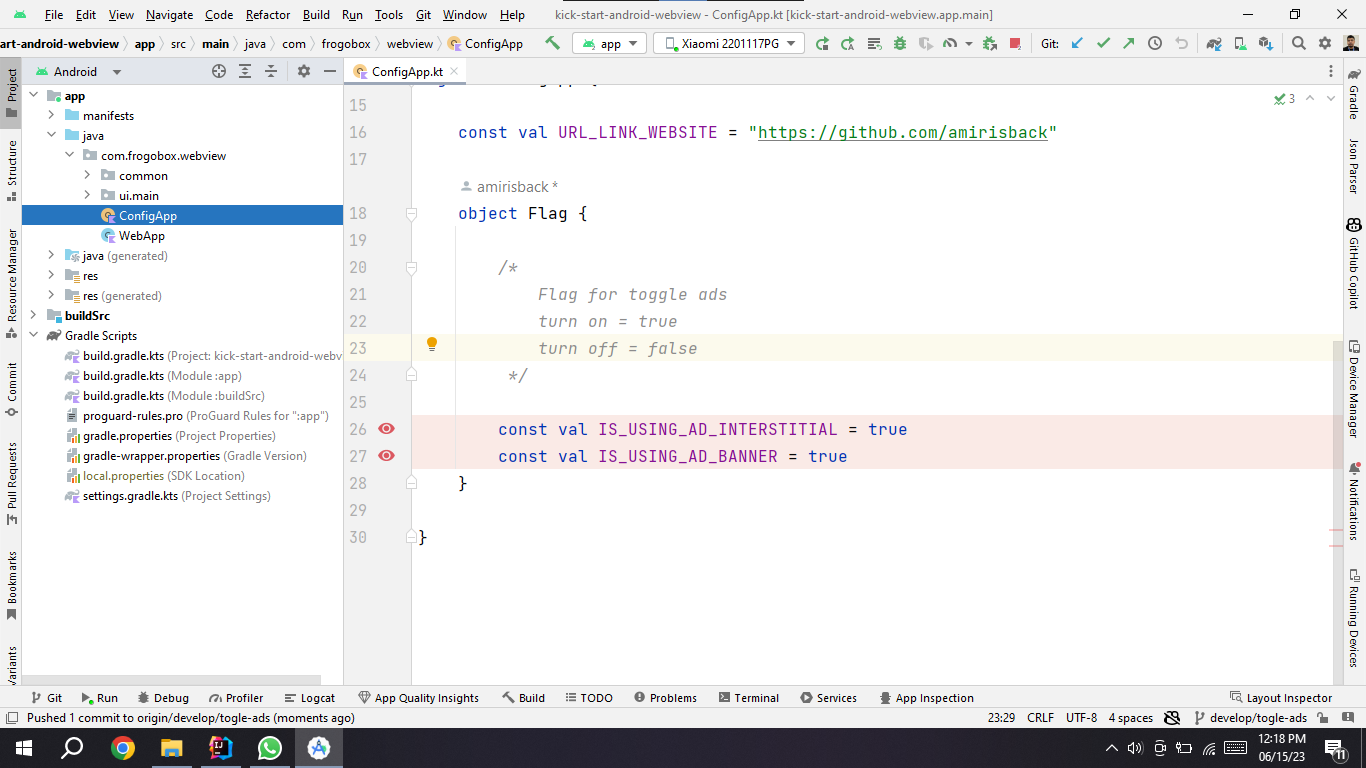 File Edit View Navigate Code Refactor Build Run Tools Git Window Help kick-start-android-webview - ConfigApp.kt [kick-start-android-webview.app.main]
art-android-webview app src main java com frogobox webview ConfigApp app Xiaomi 2201117PG Git:
Project
Structure
Resource Manager
Commit
Pull Requests
Bookmarks
Variants
Android
app
manifests
java
com.frogobox.webview
common
ui.main
ConfigApp
WebApp
java (generated)
res
res (generated)
buildSrc
Gradle Scripts
build.gradle.kts (Project: kick-start-android-webv
build.gradle.kts (Module :app)
build.gradle.kts (Module :buildSrc)
proguard-rules.pro (ProGuard Rules for ":app")
gradle.properties (Project Properties)
gradle-wrapper.properties (Gradle Version)
local.properties (SDK Location)
settings.gradle.kts (Project Settings)
ConfigApp.kt
3
15
16 const val URL_LINK_WEBSITE = "https://github.com/amirisback"
17
amirisback *
18 object Flag {
19
20 /*
21 Flag for toggle ads
22 turn on = true
23 turn off = false
24 */
25
26 const val IS_USING_AD_INTERSTITIAL = true
27 const val IS_USING_AD_BANNER = true
28 }
29
30 }
Gradle
Json Parser
GitHub Copilot
Device Manager
Notifications
Running Devices
Git Run Debug Profiler Logcat App Quality Insights Build TODO Problems Terminal Services App Inspection Layout Inspector
Pushed 1 commit to origin/develop/togle-ads (moments ago) 23:29 CRLF UTF-8 4 spaces develop/togle-ads
12:18 PM
06/15/23
11